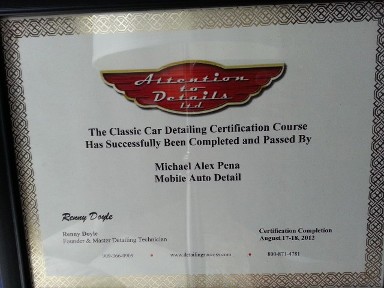 Attention
to
Details
Ltd
The Classic Car Detailing Certification Course
Has Successfully Been Completed and Passed By
Michael Alex Pena
Mobile Auto Detail
Renny Doyle
Renny Doyle
Founder & Master Detailing Technician
Certification Completion
August 17-18, 2012